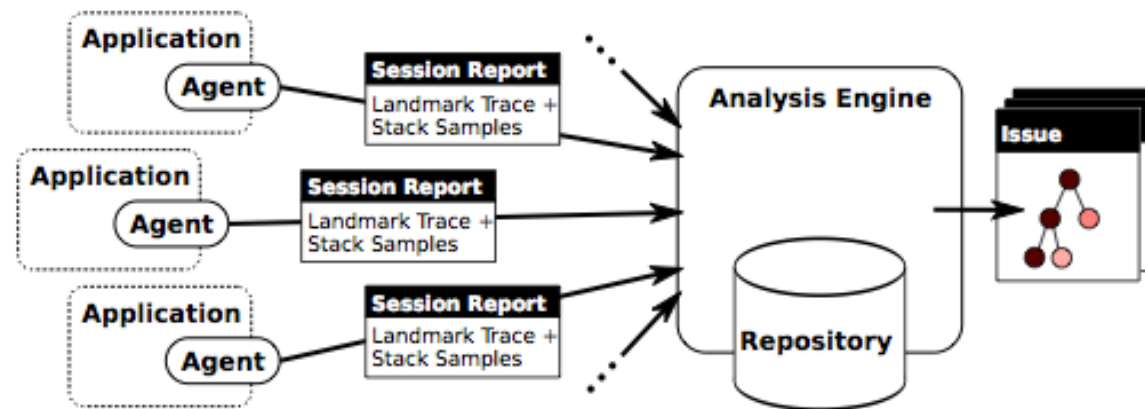 Application
Agent
Session Report
Landmark Trace +
Stack Samples
Application
Agent
Session Report
Landmark Trace +
Stack Samples
Application
Agent
Session Report
Landmark Trace +
Stack Samples
Analysis Engine
Repository
Issue